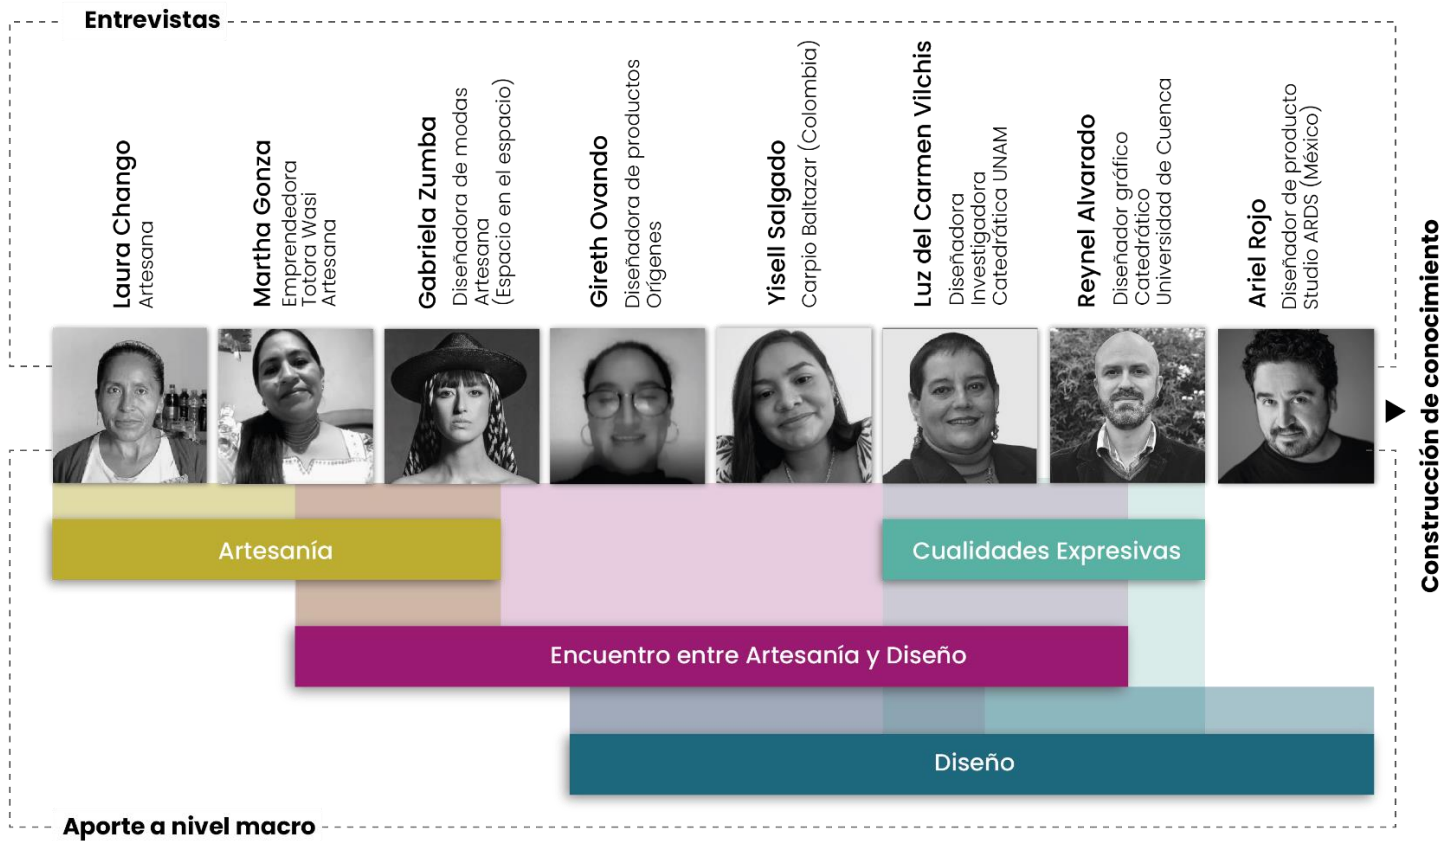 Entrevistas
Laura Chango
Artesana
Martha Gonza
Emprendedora
Totora Wasi
Artesana
Gabriela Zumba
Diseñadora de modas
Artesana
(Espacio en el espacio)
Gireth Ovando
Diseñadora de productos
Orígenes
Yisell Salgado
Carpio Baltazar (Colombia)
Luz del Carmen Vilchis
Diseñadora
Investigadora
Catedrática UNAM
Reynel Alvarado
Diseñador gráfico
Catedrático
Universidad de Cuenca
Ariel Rojo
Diseñador de producto
Studio ARDS (México)
Construcción de conocimiento
Artesanía
Cualidades Expresivas
Encuentro entre Artesanía y Diseño
Diseño
Aporte a nivel macro